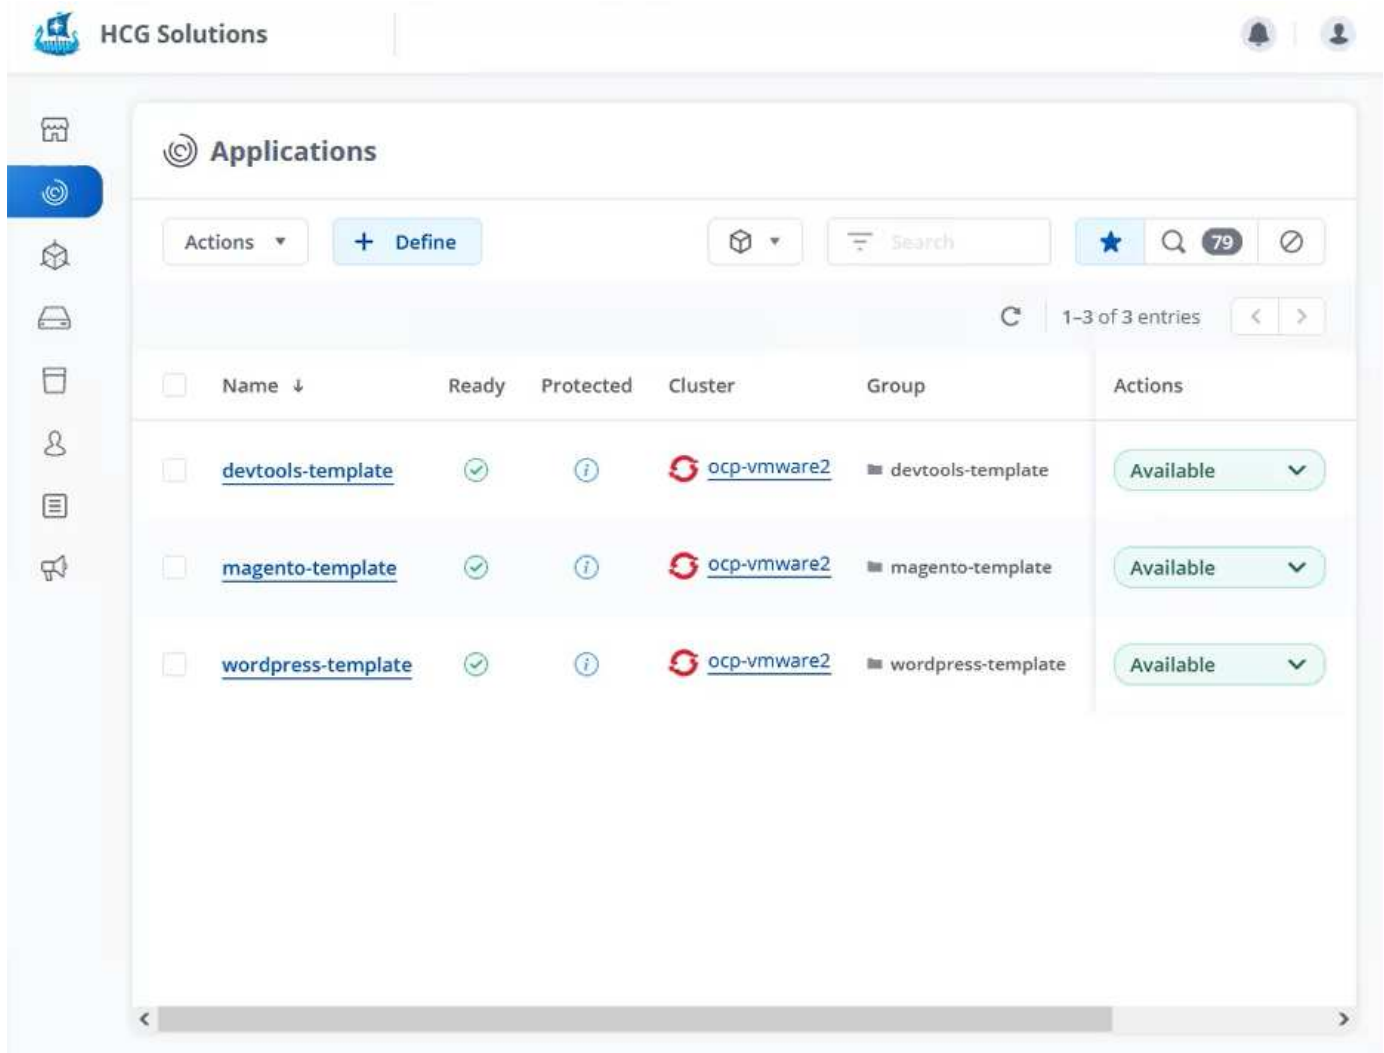 HCG Solutions
Applications
Actions
+ Define
Search
79
1–3 of 3 entries
Name Ready Protected Cluster Group Actions
devtools-template ocp-vmware2 devtools-template Available
magento-template ocp-vmware2 magento-template Available
wordpress-template ocp-vmware2 wordpress-template Available